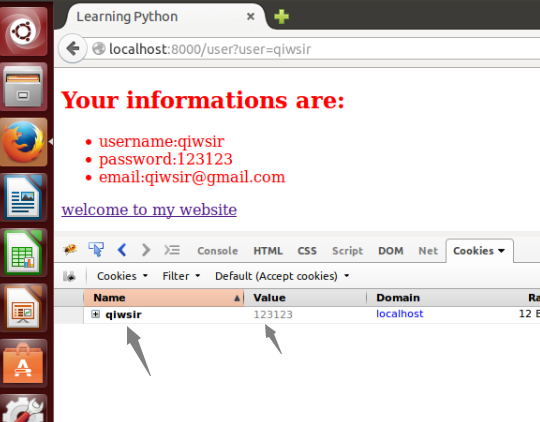 Learning Python
localhost:8000/user?user=qiwsir
Your informations are:
username:qiwsir
password:123123
email:qiwsir@gmail.com
welcome to my website
Console HTML CSS Script DOM Net Cookies
Cookies Filter Default (Accept cookies)
Name Value Domain Ra
qiwsir 123123 localhost 12 E